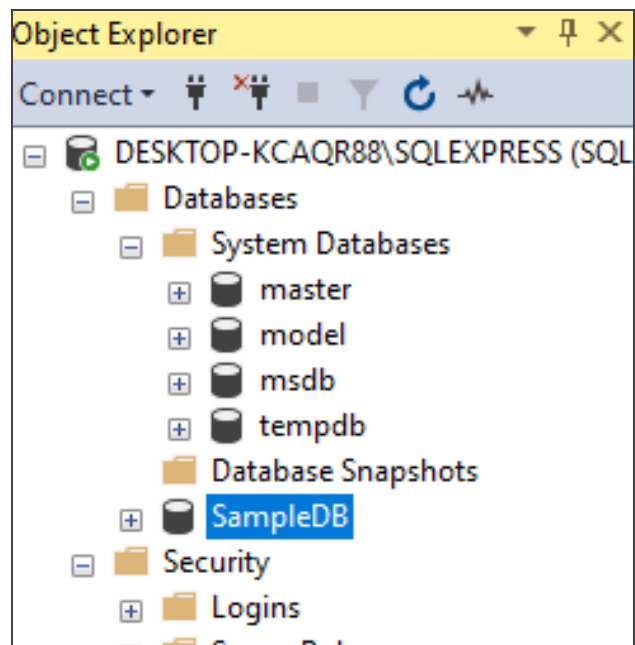 Object Explorer
Connect
DESKTOP-KCAQR88\SQLEXPRESS (SQL
Databases
System Databases
master
model
msdb
tempdb
Database Snapshots
SampleDB
Security
Logins